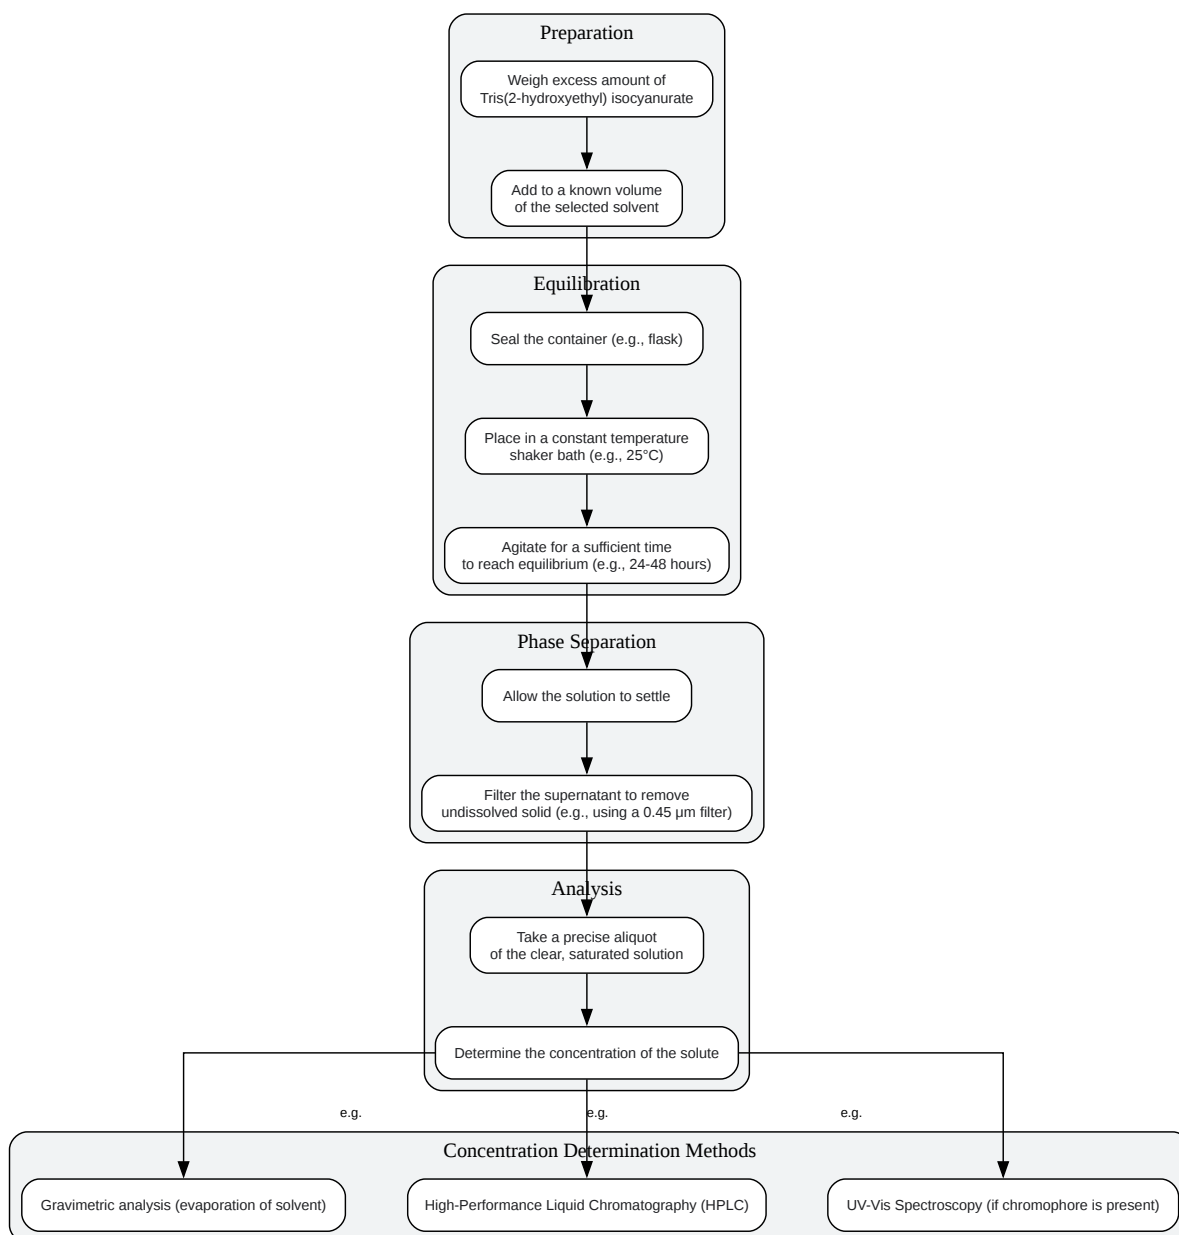 Preparation
Weigh excess amount of
Tris(2-hydroxyethyl) isocyanurate
Add to a known volume
of the selected solvent
Equilibration
Seal the container (e.g., flask)
Place in a constant temperature
shaker bath (e.g., 25°C)
Agitate for a sufficient time
to reach equilibrium (e.g., 24-48 hours)
Phase Separation
Allow the solution to settle
Filter the supernatant to remove
undissolved solid (e.g., using a 0.45 μm filter)
Analysis
Take a precise aliquot
of the clear, saturated solution
Determine the concentration of the solute
e.g. e.g. e.g.
Concentration Determination Methods
Gravimetric analysis (evaporation of solvent) High-Performance Liquid Chromatography (HPLC) UV-Vis Spectroscopy (if chromophore is present)